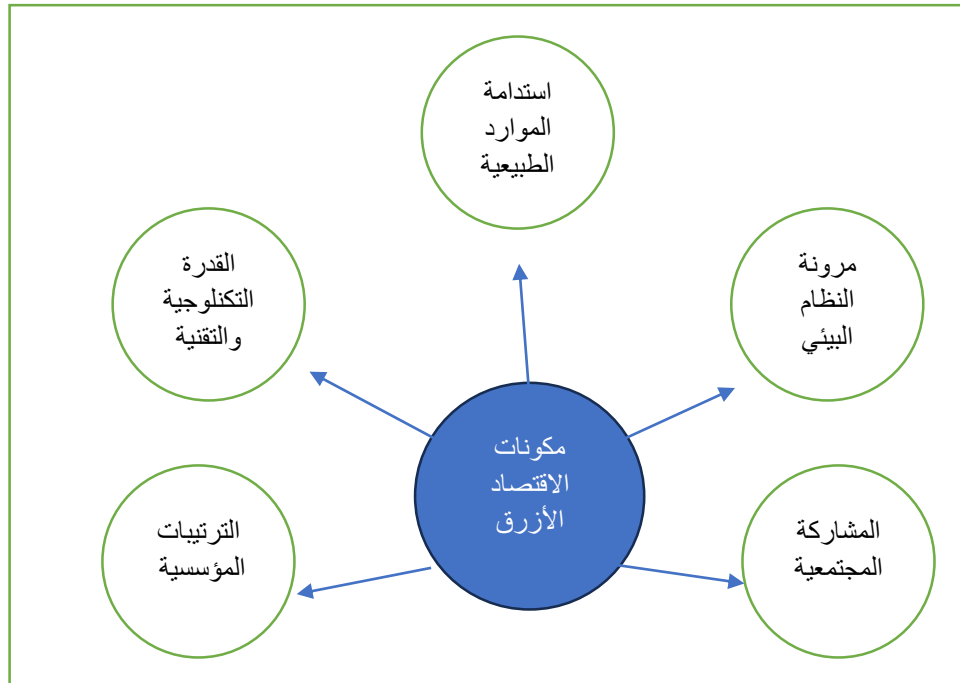 استدامة
الموارد
الطبيعية
مرونة
النظام
البيئي
القدرة
التكنلوجية
والتقنية
مكونات
الاقتصاد
الأزرق
المشاركة
المجتمعية
الترتيبات
المؤسسية